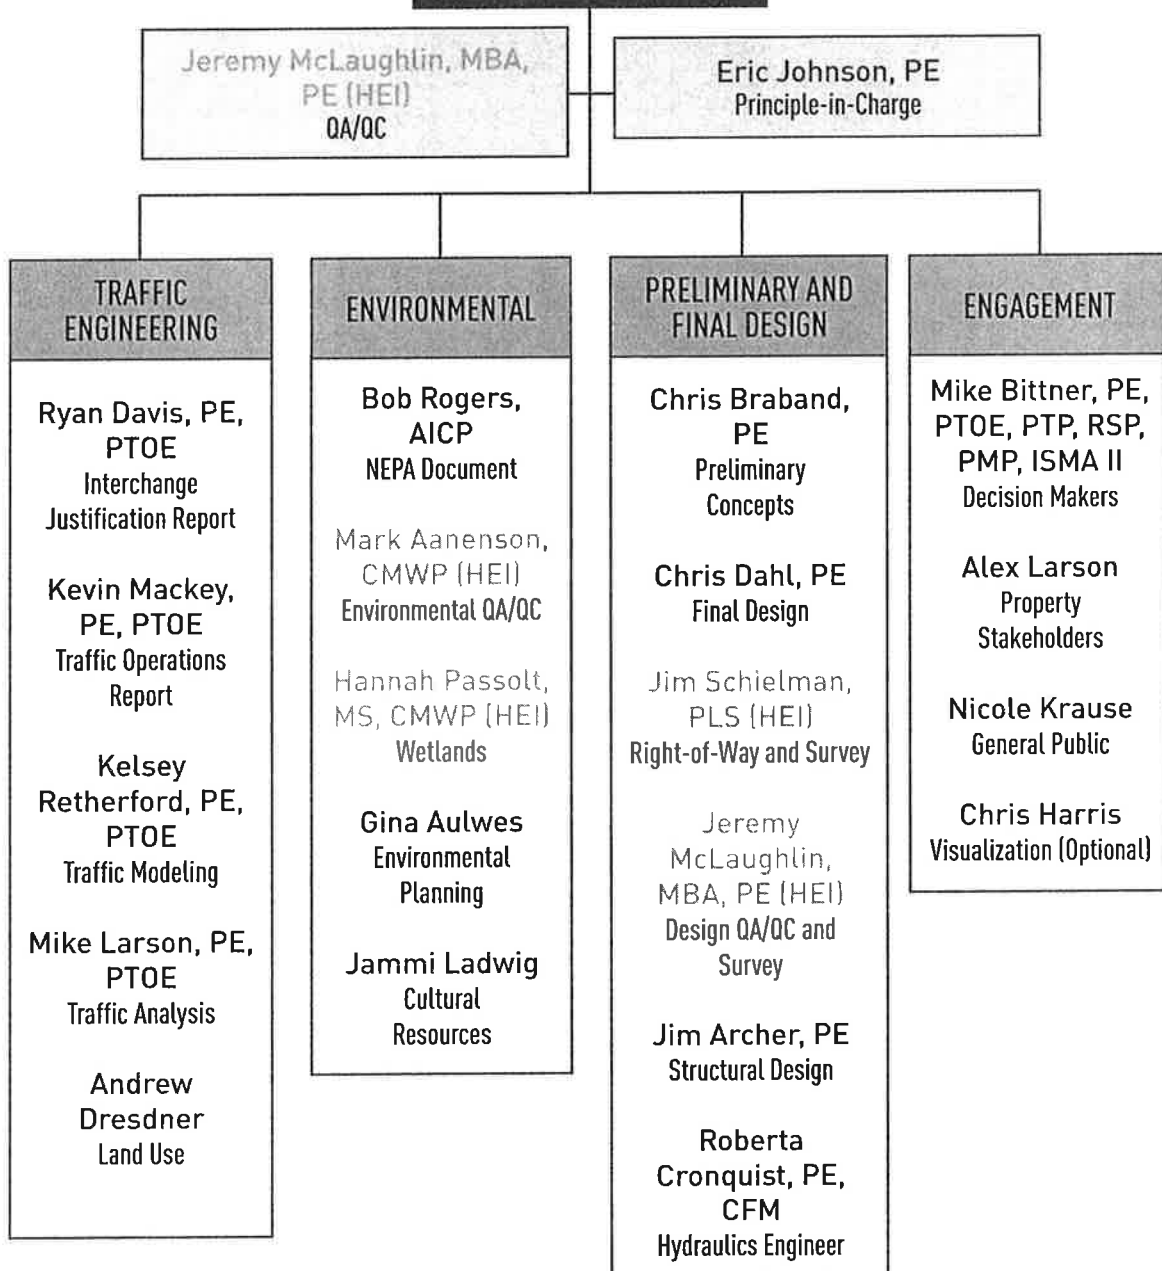 Jeremy McLaughlin, MBA,
PE (HEI)
QA/QC
Eric Johnson, PE
Principle-in-Charge
TRAFFIC
ENGINEERING
Ryan Davis, PE,
PTOE
Interchange
Justification Report
Kevin Mackey,
PE, PTOE
Traffic Operations
Report
Kelsey
Retherford, PE,
PTOE
Traffic Modeling
Mike Larson, PE,
PTOE
Traffic Analysis
Andrew
Dresdner
Land Use
ENVIRONMENTAL
Bob Rogers,
AICP
NEPA Document
Mark Aanenson,
CMWP (HEI)
Environmental QA/QC
Hannah Passolt,
MS, CMWP (HEI)
Wetlands
Gina Aulwes
Environmental
Planning
Jammi Ladwig
Cultural
Resources
PRELIMINARY AND
FINAL DESIGN
Chris Braband,
PE
Preliminary
Concepts
Chris Dahl, PE
Final Design
Jim Schielman,
PLS (HEI)
Right-of-Way and Survey
Jeremy
McLaughlin,
MBA, PE (HEI)
Design QA/QC and
Survey
Jim Archer, PE
Structural Design
Roberta
Cronquist, PE,
CFM
Hydraulics Engineer
ENGAGEMENT
Mike Bittner, PE,
PTOE, PTP, RSP,
PMP, ISMA II
Decision Makers
Alex Larson
Property
Stakeholders
Nicole Krause
General Public
Chris Harris
Visualization (Optional)